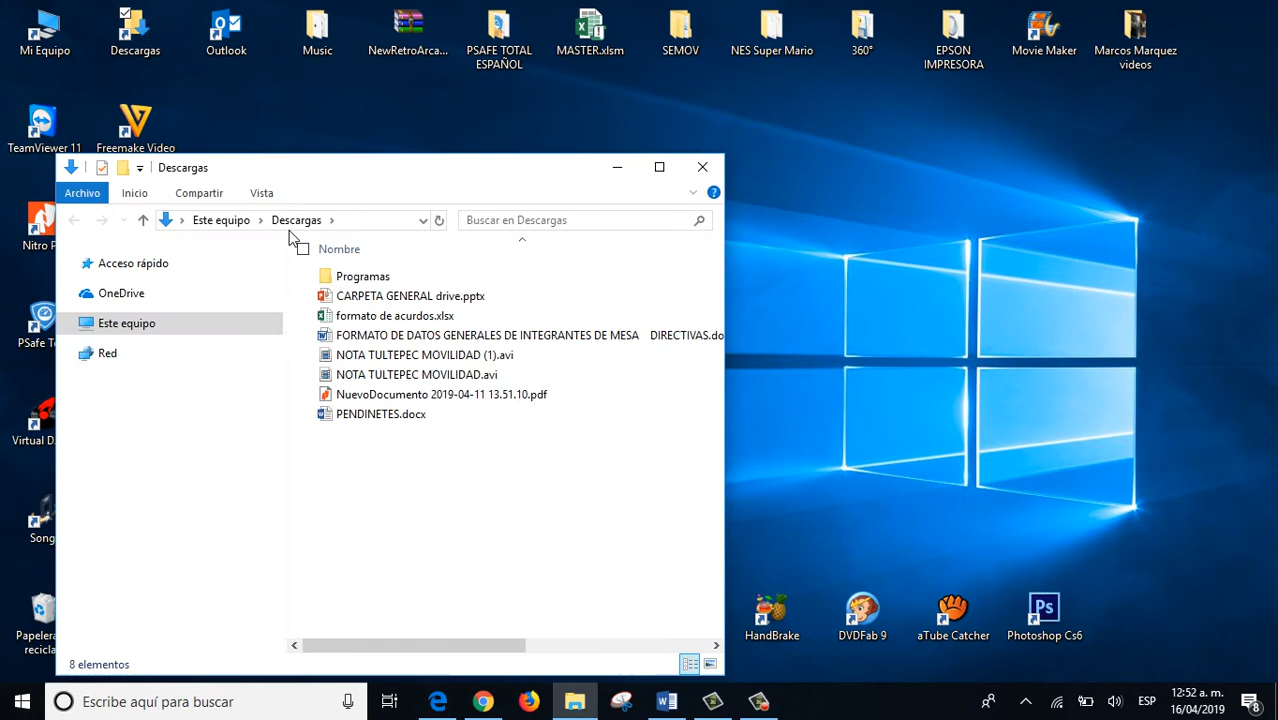 Mi Equipo
Descargas
Outlook
Music
NewRetroArca...
PSAFE TOTAL
ESPAÑOL
MASTER.xlsm
SEMOV
NES Super Mario
360°
EPSON
IMPRESORA
Movie Maker
Marcos Marquez
videos
TeamViewer 11
Freemake Video
Nitro P
PSafe T
Virtual D
Song
Papelera
recicla
Descargas
Archivo
Inicio
Compartir
Vista
Este equipo
Descargas
Buscar en Descargas
Acceso rápido
OneDrive
Este equipo
Red
Nombre
Programas
CARPETA GENERAL drive.pptx
formato de acurdos.xlsx
FORMATO DE DATOS GENERALES DE INTEGRANTES DE MESA DIRECTIVAS.do
NOTA TULTEPEC MOVILIDAD (1).avi
NOTA TULTEPEC MOVILIDAD.avi
NuevoDocumento 2019-04-11 13.51.10.pdf
PENDINETES.docx
8 elementos
HandBrake
DVDFab 9
aTube Catcher
Ps
Photoshop Cs6
Escribe aquí para buscar
ESP
12:52 a. m.
16/04/2019
8